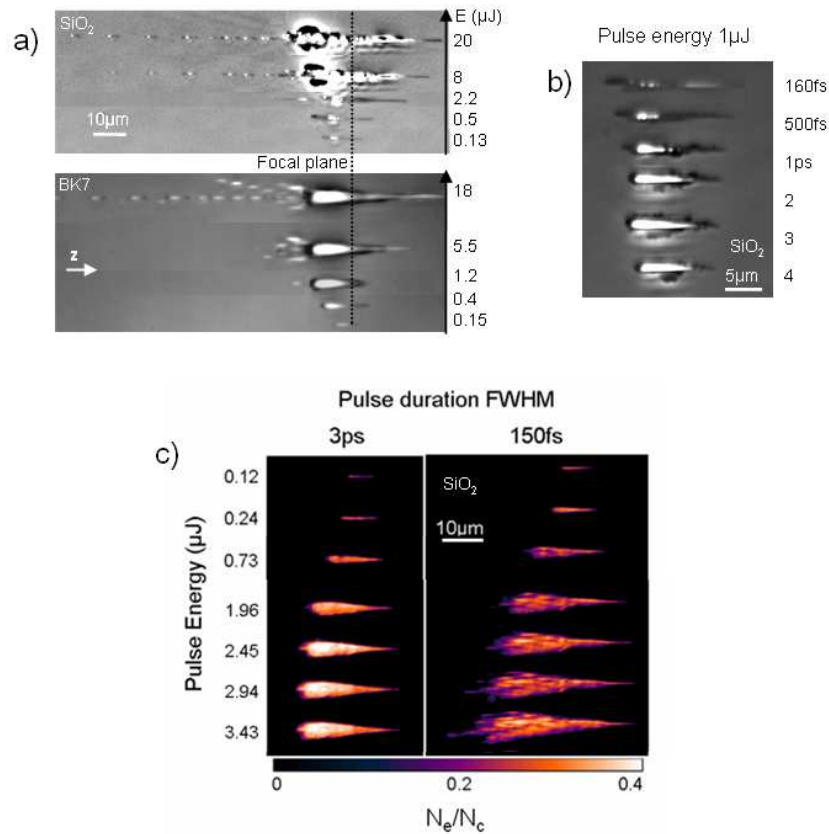 a)
SiO₂
E (µJ)
20
8
2.2
0.5
0.13
10µm
Focal plane
BK7
z
18
5.5
1.2
0.4
0.15
Pulse energy 1µJ
b)
160fs
500fs
1ps
2
3
4
SiO₂
5µm
Pulse duration FWHM
3ps 150fs
c)
Pulse Energy (µJ)
0.12
0.24
0.73
1.96
2.45
2.94
3.43
SiO₂
10µm
0 0.2 0.4
Nₑ/N꜀